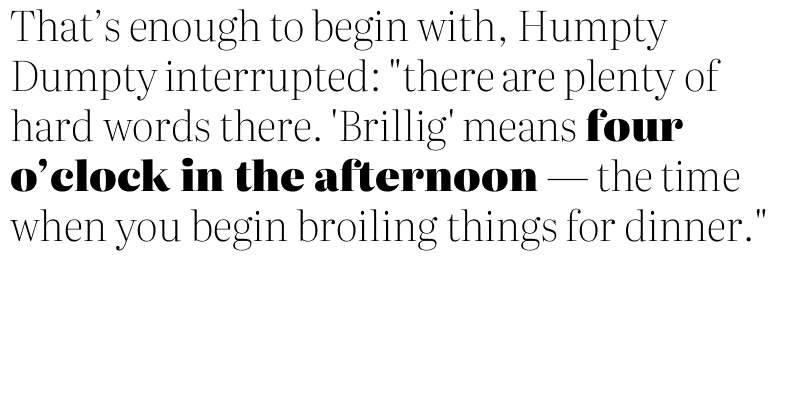 That’s enough to begin with, Humpty
Dumpty interrupted: "there are plenty of
hard words there. 'Brillig' means four
o’clock in the afternoon — the time
when you begin broiling things for dinner."